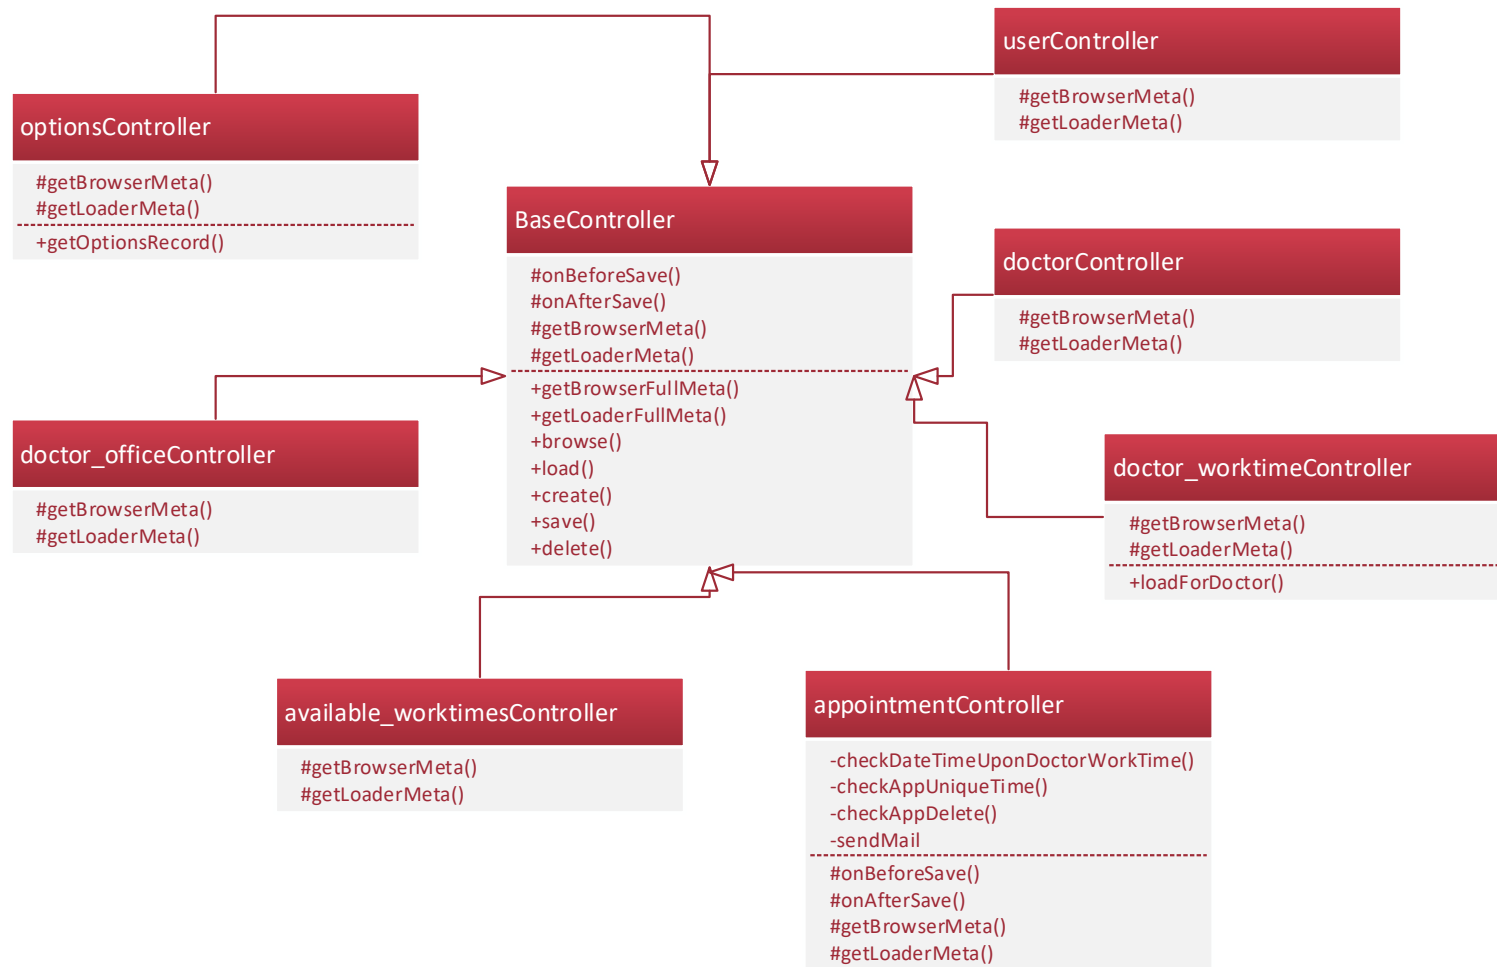 optionsController
#getBrowserMeta()
#getLoaderMeta()
+getOptionsRecord()
userController
#getBrowserMeta()
#getLoaderMeta()
BaseController
#onBeforeSave()
#onAfterSave()
#getBrowserMeta()
#getLoaderMeta()
+getBrowserFullMeta()
+getLoaderFullMeta()
+browse()
+load()
+create()
+save()
+delete()
doctorController
#getBrowserMeta()
#getLoaderMeta()
doctor_officeController
#getBrowserMeta()
#getLoaderMeta()
doctor_worktimeController
#getBrowserMeta()
#getLoaderMeta()
+loadForDoctor()
available_worktimesController
#getBrowserMeta()
#getLoaderMeta()
appointmentController
-checkDateTimeUponDoctorWorkTime()
-checkAppUniqueTime()
-checkAppDelete()
-sendMail
#onBeforeSave()
#onAfterSave()
#getBrowserMeta()
#getLoaderMeta()